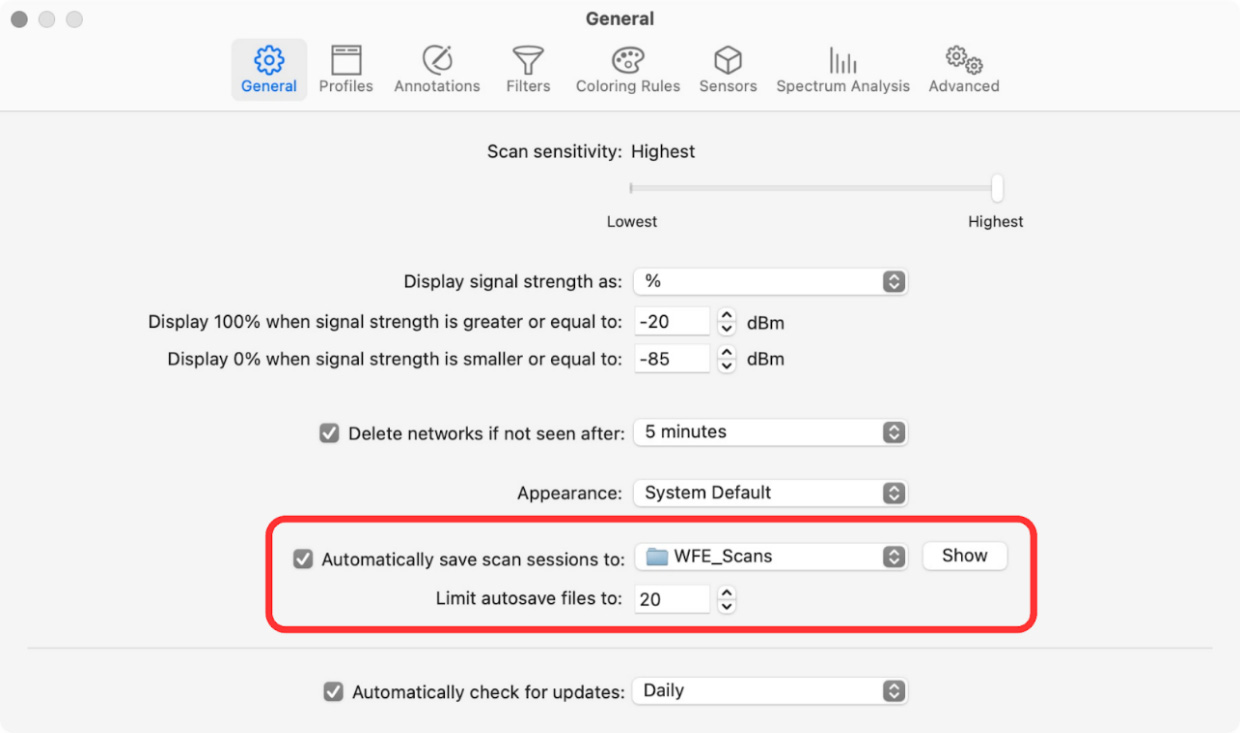 General
General Profiles Annotations Filters Coloring Rules Sensors Spectrum Analysis Advanced
Scan sensitivity: Highest
Lowest Highest
Display signal strength as: %
Display 100% when signal strength is greater or equal to: -20 dBm
Display 0% when signal strength is smaller or equal to: -85 dBm
Delete networks if not seen after: 5 minutes
Appearance: System Default
Automatically save scan sessions to: WFE_Scans Show
Limit autosave files to: 20
Automatically check for updates: Daily